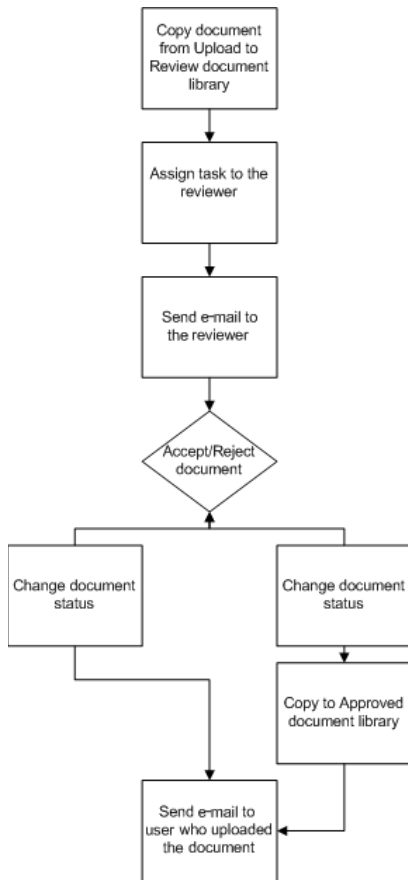 Copy document
from Upload to
Review document
library
Assign task to the
reviewer
Send e-mail to
the reviewer
Accept/Reject
document
Change document
status
Change document
status
Copy to Approved
document library
Send e-mail to
user who uploaded
the document